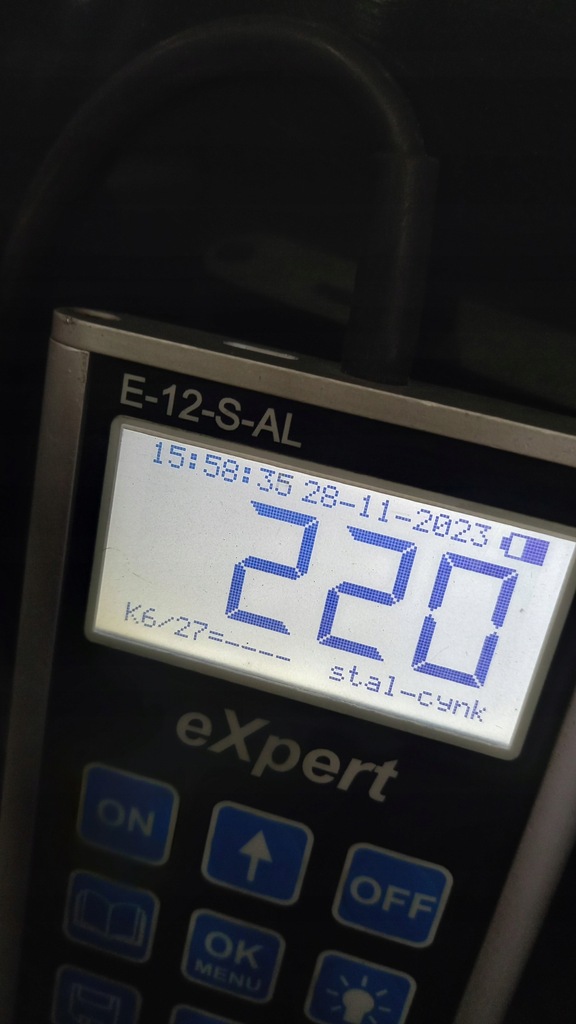 E-12-S-AL
15:58:35 28-11-2023
220
K6/27=----
stal-cynk
eXpert
ON
OFF
OK
MENU